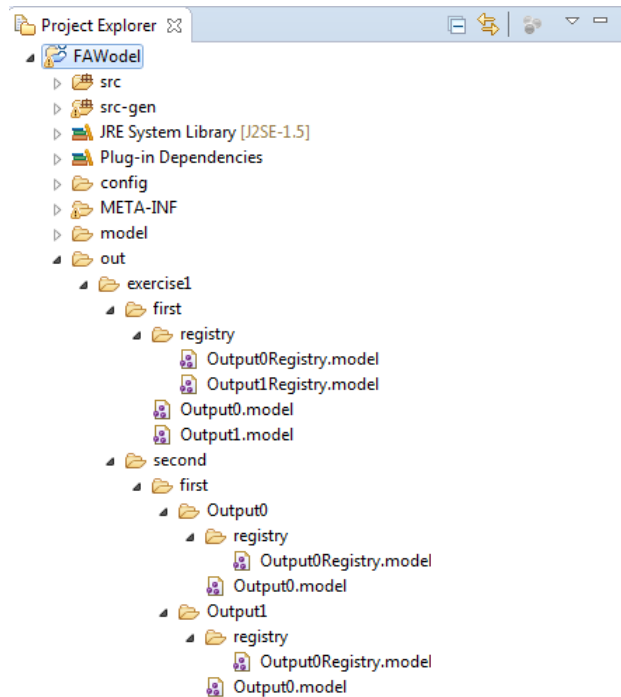 Project Explorer
FAWodel
src
src-gen
JRE System Library [J2SE-1.5]
Plug-in Dependencies
config
META-INF
model
out
exercise1
first
registry
Output0Registry.model
Output1Registry.model
Output0.model
Output1.model
second
first
Output0
registry
Output0Registry.model
Output0.model
Output1
registry
Output0Registry.model
Output0.model